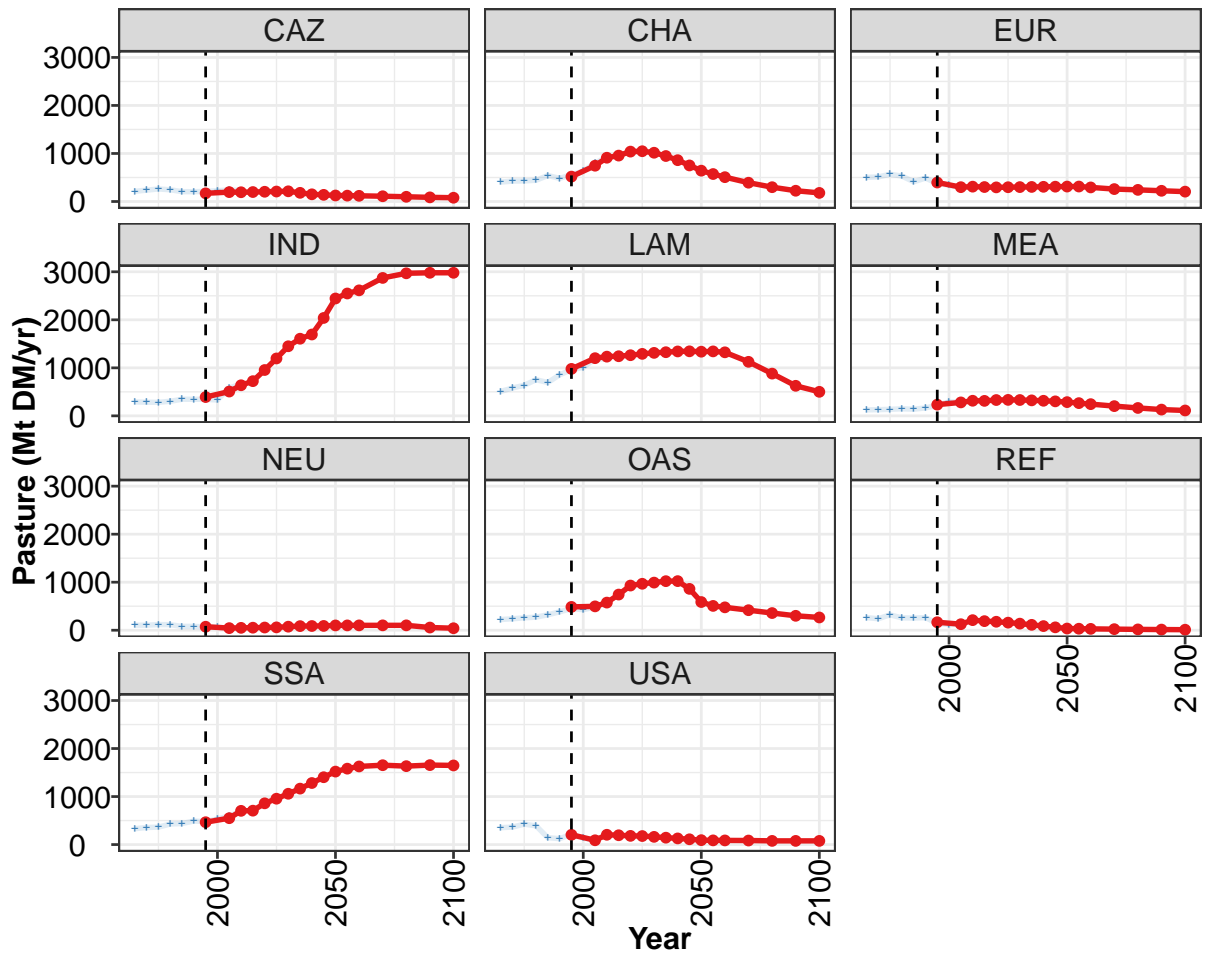 CAZ CHA EUR
3000
2000
1000
0
IND LAM MEA
3000
2000
1000
0
Pasture (Mt DM/yr)
NEU OAS REF
3000
2000
1000
0
2000 2050 2100
SSA USA
3000
2000
1000
0
2000 2050 2100 2000 2050 2100
Year